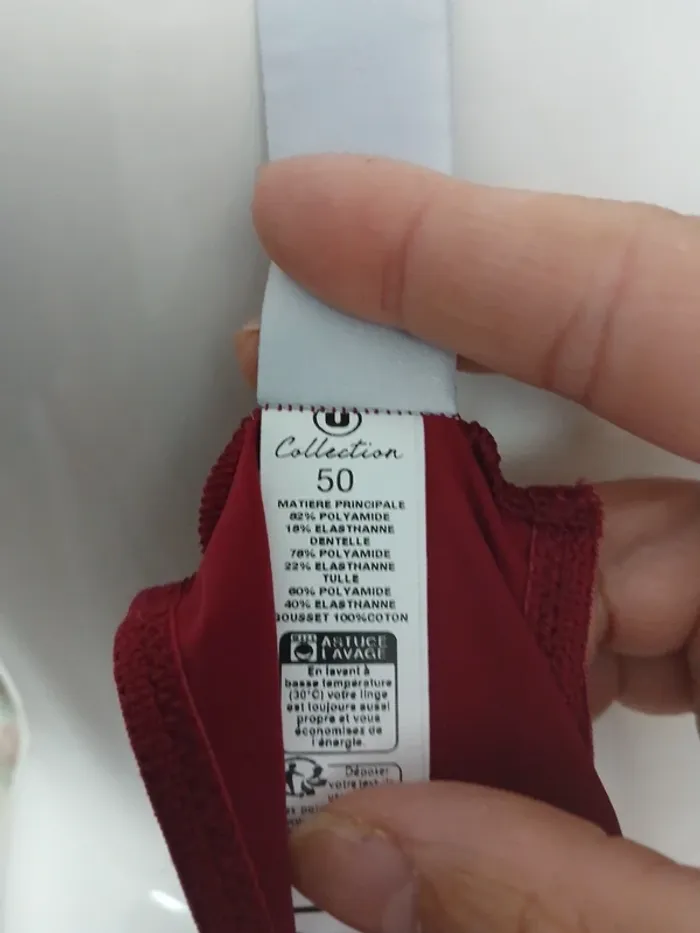 U
Collection
50
MATIERE PRINCIPALE
82% POLYAMIDE
18% ELASTHANNE
DENTELLE
78% POLYAMIDE
22% ELASTHANNE
TULLE
60% POLYAMIDE
40% ELASTHANNE
GOUSSET 100%COTON
ASTUCE
LAVAGE
En lavant à
basse température
(30°C) votre linge
est toujours aussi
propre et vous
économisez de
l'énergie.
Déposer